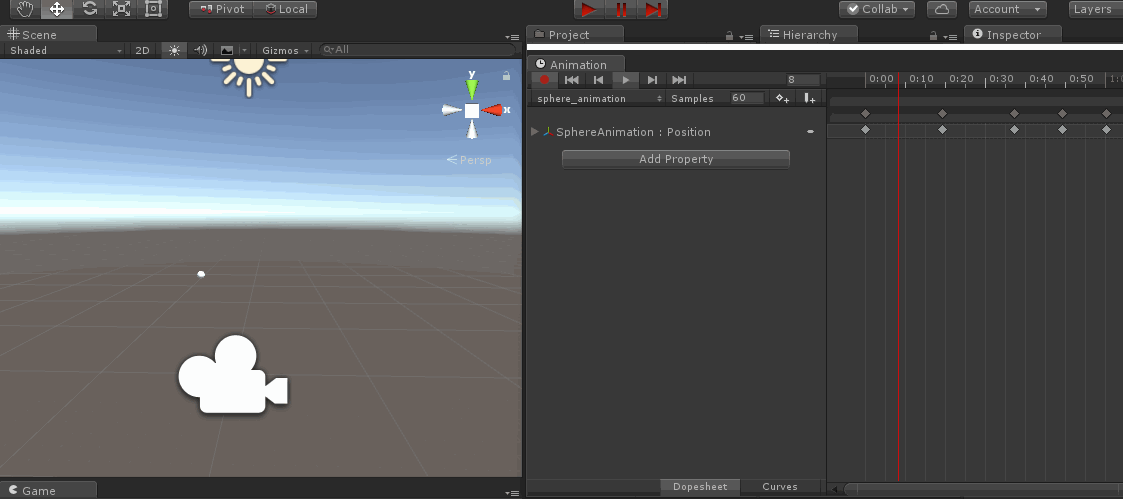 Pivot Local Collab Account Layers
Scene Project Hierarchy Inspector
Shaded 2D Gizmos All
Animation
8 0:00 0:10 0:20 0:30 0:40 0:50 1:0
sphere_animation Samples 60
y
x
SphereAnimation : Position
Persp
Add Property
Dopesheet Curves
Game